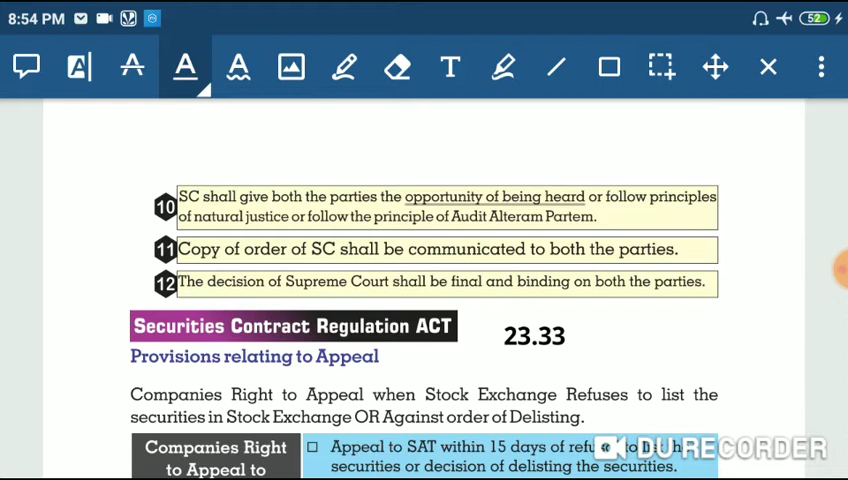 8:54 PM
52
A
A
A
A
T
10 SC shall give both the parties the opportunity of being heard or follow principles
of natural justice or follow the principle of Audit Alteram Partem.
11 Copy of order of SC shall be communicated to both the parties.
12 The decision of Supreme Court shall be final and binding on both the parties.
Securities Contract Regulation ACT
23.33
Provisions relating to Appeal
Companies Right to Appeal when Stock Exchange Refuses to list the
securities in Stock Exchange OR Against order of Delisting.
Companies Right
to Appeal to
Appeal to SAT within 15 days of
securities or decision of delisting the securities.
DU RECORDER